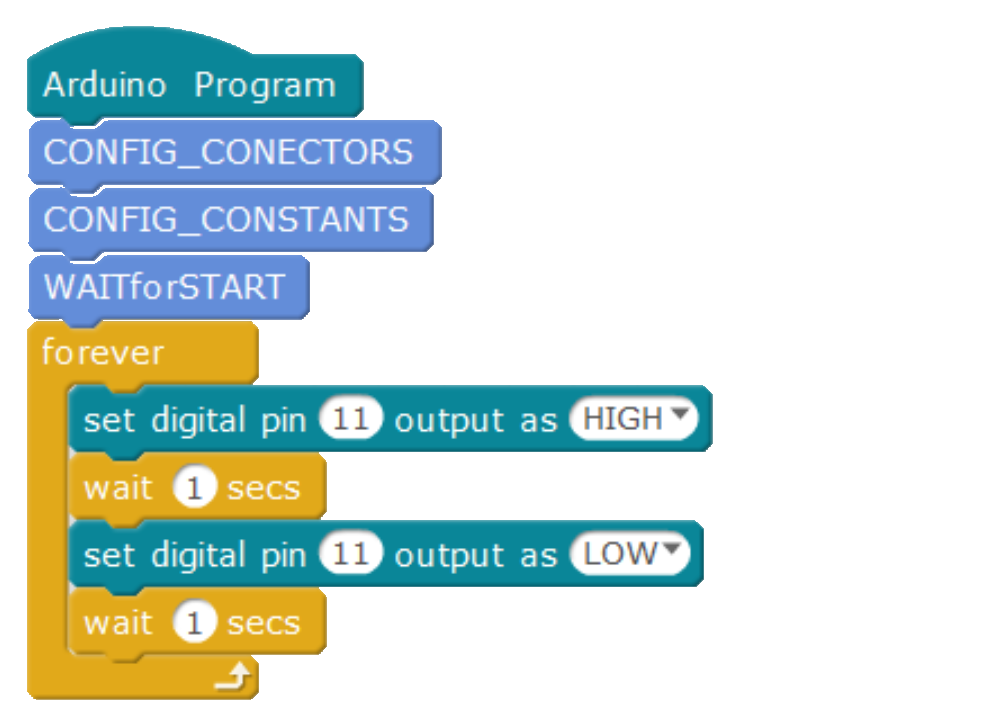 Arduino Program
CONFIG_CONECTORS
CONFIG_CONSTANTS
WAITforSTART
forever
set digital pin 11 output as HIGH
wait 1 secs
set digital pin 11 output as LOW
wait 1 secs